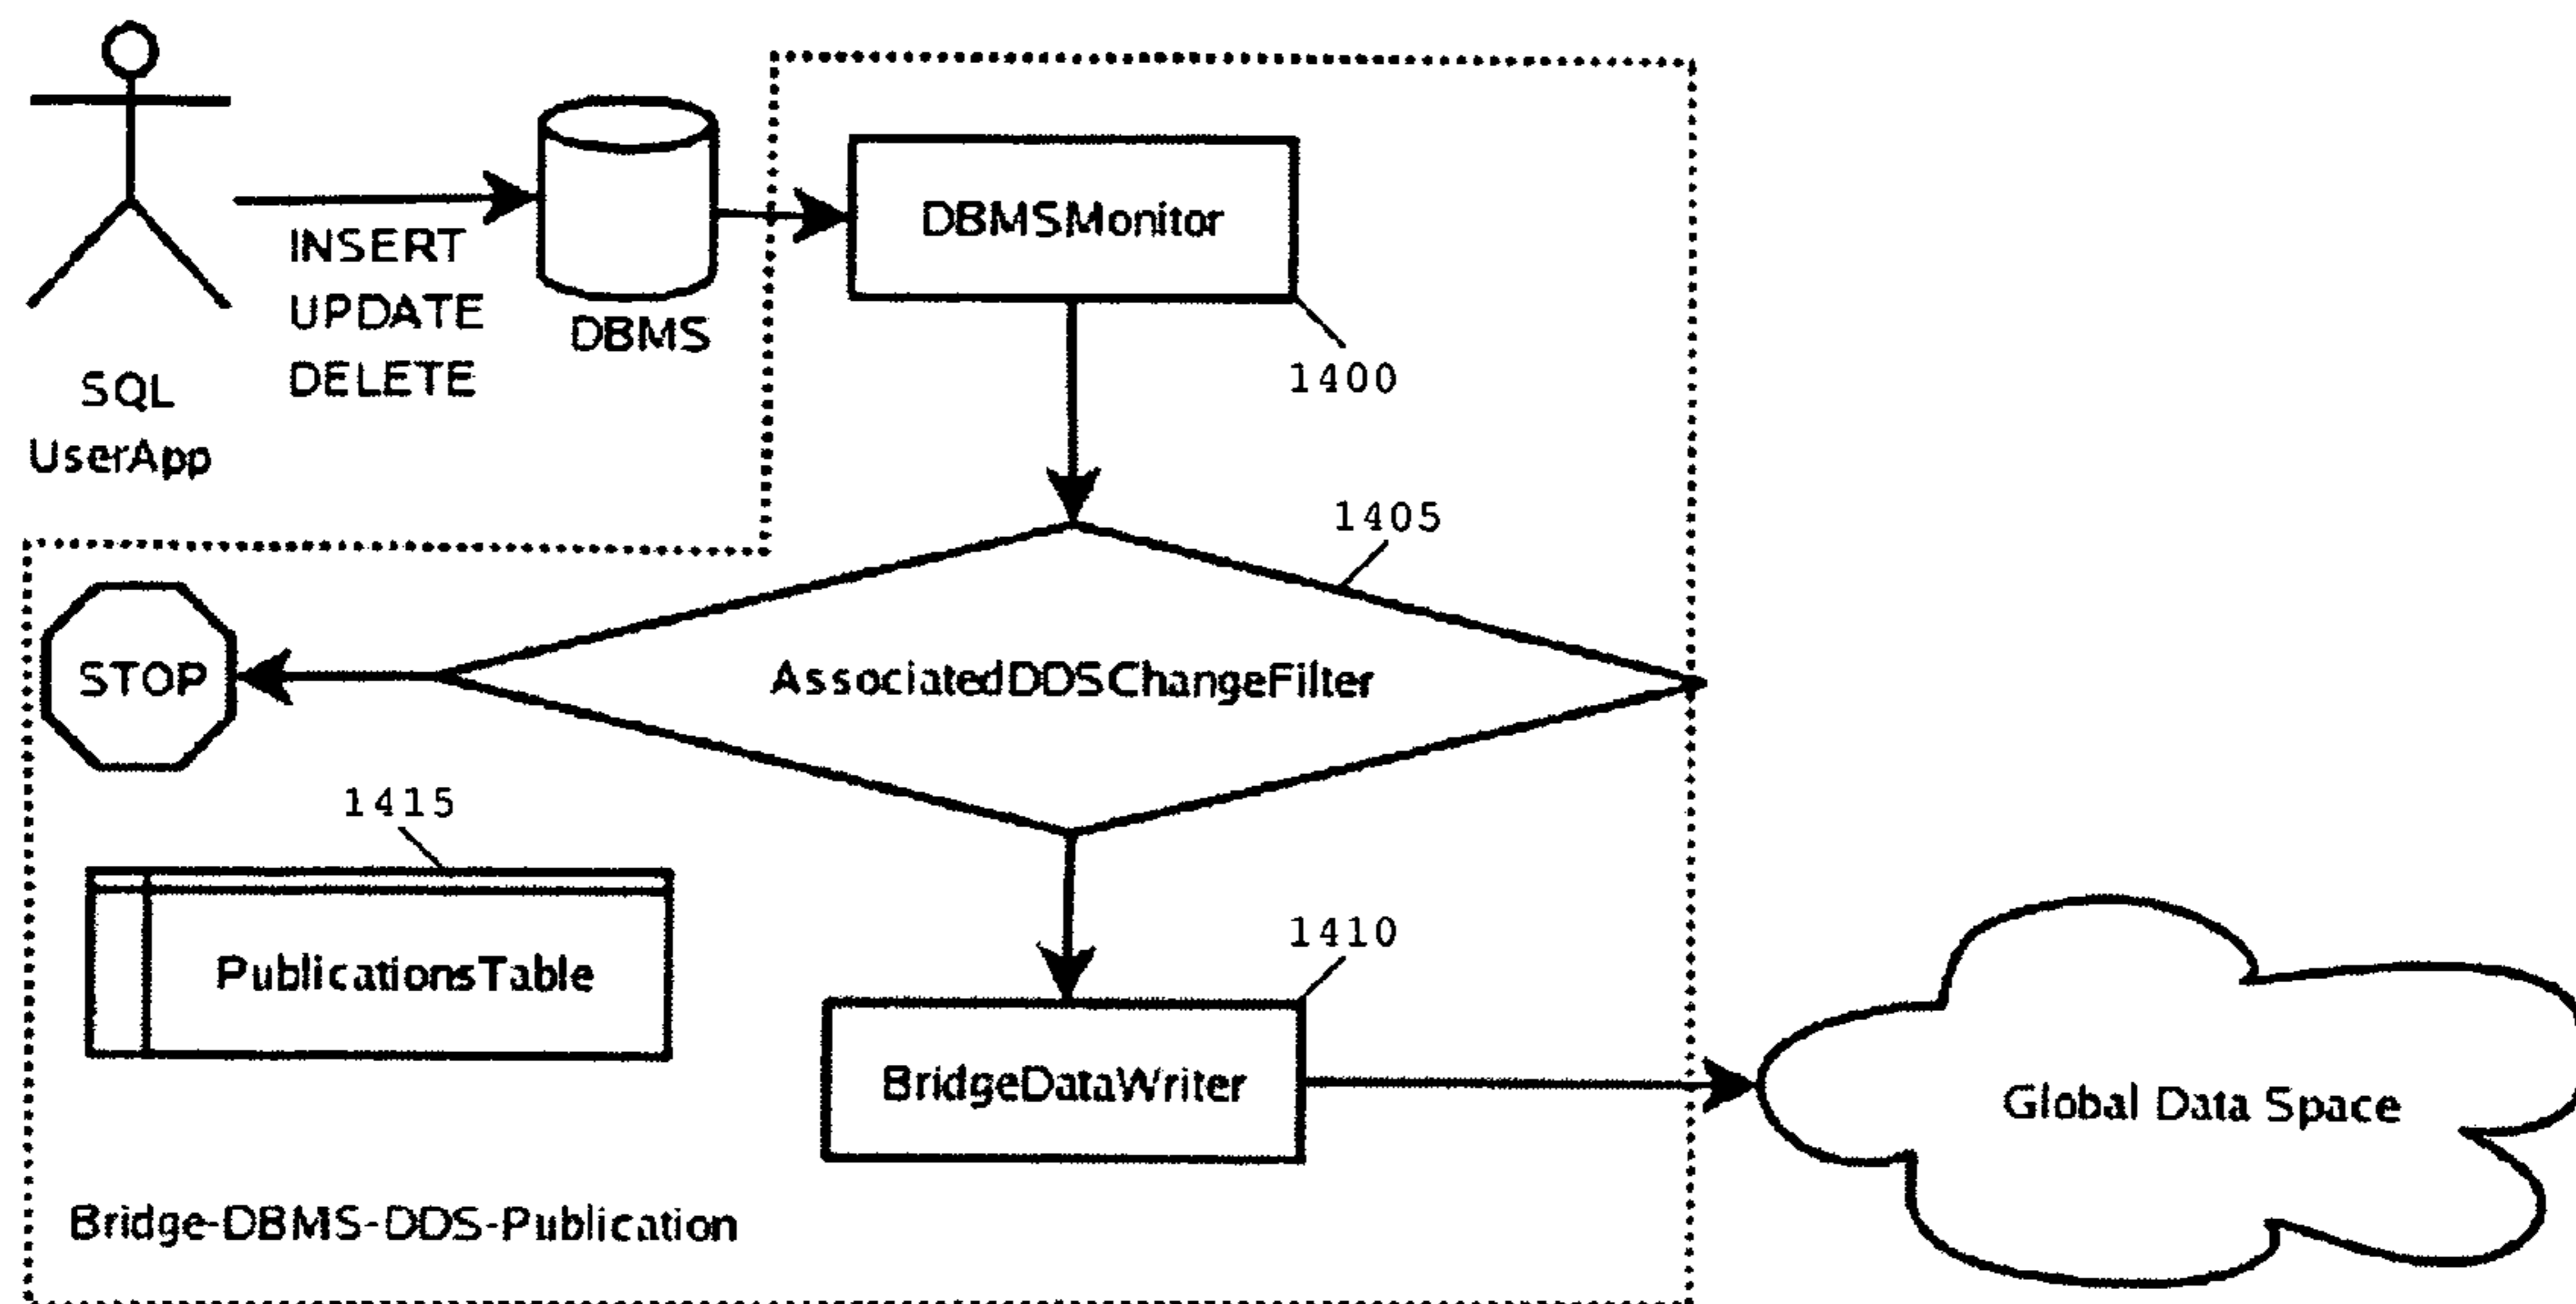 SQL
UserApp
INSERT
UPDATE
DELETE
DBMS
DBMSMonitor
1400
1405
AssociatedDDSChangeFilter
STOP
1415
PublicationsTable
1410
BridgeDataWriter
Global Data Space
Bridge-DBMS-DDS-Publication